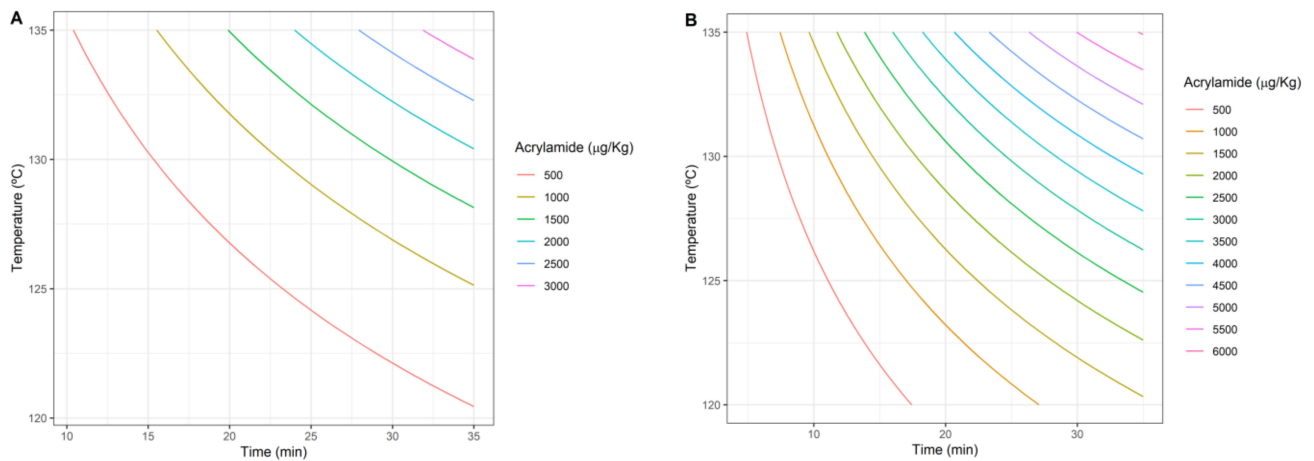 A
135
130
125
120
Temperature (ºC)
10 15 20 25 30 35
Time (min)
Acrylamide (μg/Kg)
500
1000
1500
2000
2500
3000
B
135
130
125
120
Temperature (ºC)
10 20 30
Time (min)
Acrylamide (μg/Kg)
500
1000
1500
2000
2500
3000
3500
4000
4500
5000
5500
6000